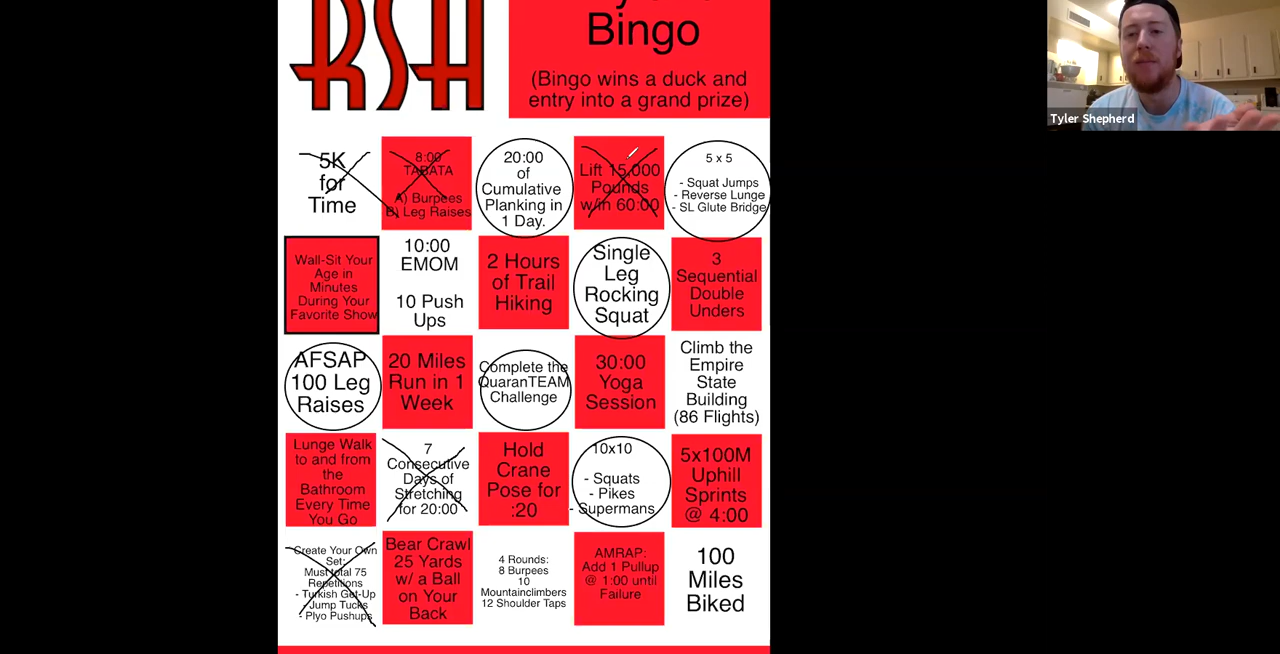 RSH
Bingo
(Bingo wins a duck and
entry into a grand prize)
Tyler Shepherd
5K
for
Time
8:00
TABATA
A) Burpees
B) Leg Raises
20:00
of
Cumulative
Planking in
1 Day.
Lift 15,000
Pounds
w/in 60:00
5 x 5
- Squat Jumps
- Reverse Lunge
- SL Glute Bridge
Wall-Sit Your
Age in
Minutes
During Your
Favorite Show
10:00
EMOM
10 Push
Ups
2 Hours
of Trail
Hiking
Single
Leg
Rocking
Squat
3
Sequential
Double
Unders
AFSAP
100 Leg
Raises
20 Miles
Run in 1
Week
Complete the
QuaranTEAM
Challenge
30:00
Yoga
Session
Climb the
Empire
State
Building
(86 Flights)
Lunge Walk
to and from
the
Bathroom
Every Time
You Go
7
Consecutive
Days of
Stretching
for 20:00
Hold
Crane
Pose for
:20
10x10
- Squats
- Pikes
- Supermans
5x100M
Uphill
Sprints
@ 4:00
Create Your Own
Set:
Must total 75
Repetitions
- Turkish Get-Up
- Jump Tucks
- Plyo Pushups
Bear Crawl
25 Yards
w/ a Ball
on Your
Back
4 Rounds:
8 Burpees
10
Mountainclimbers
12 Shoulder Taps
AMRAP:
Add 1 Pullup
@ 1:00 until
Failure
100
Miles
Biked